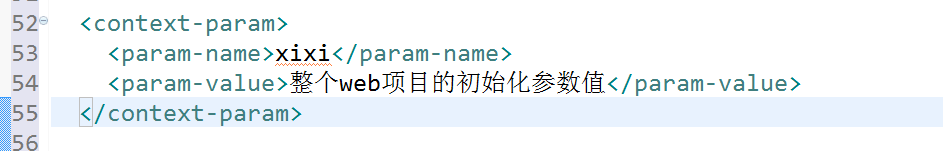 52 <context-param>
53 <param-name>xixi</param-name>
54 <param-value>整个web项目的初始化参数值</param-value>
55 </context-param>
56